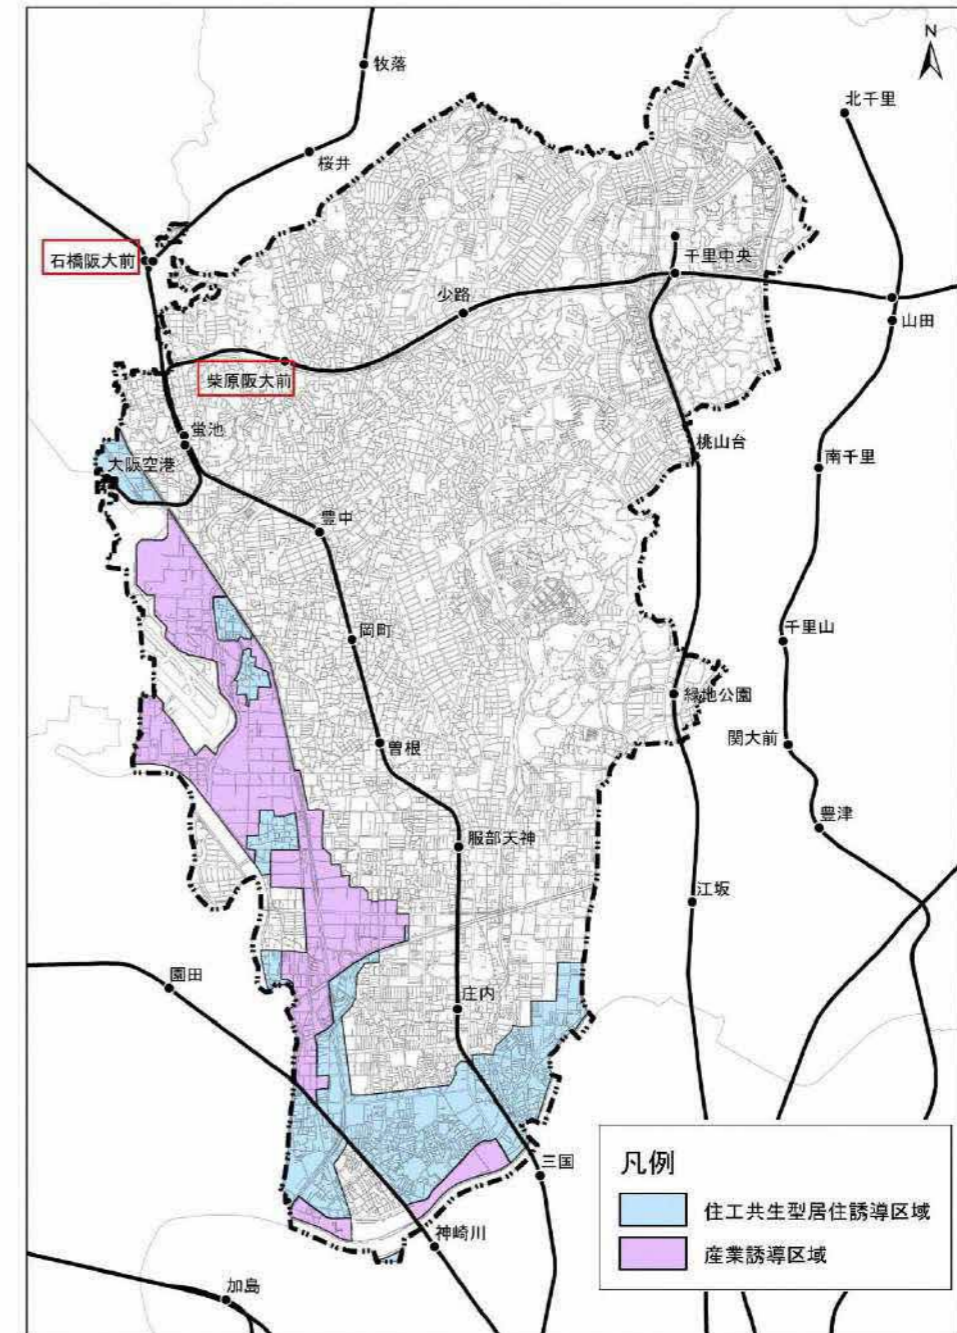 N
牧落
北千里
桜井
石橋阪大前
千里中央
少路
山田
柴原阪大前
蛍池
桃山台
大阪空港
南千里
豊中
岡町
千里山
緑地公園
関大前
曽根
豊津
服部天神
江坂
園田
庄内
三国
神崎川
加島
凡例
住工共生型居住誘導区域
産業誘導区域